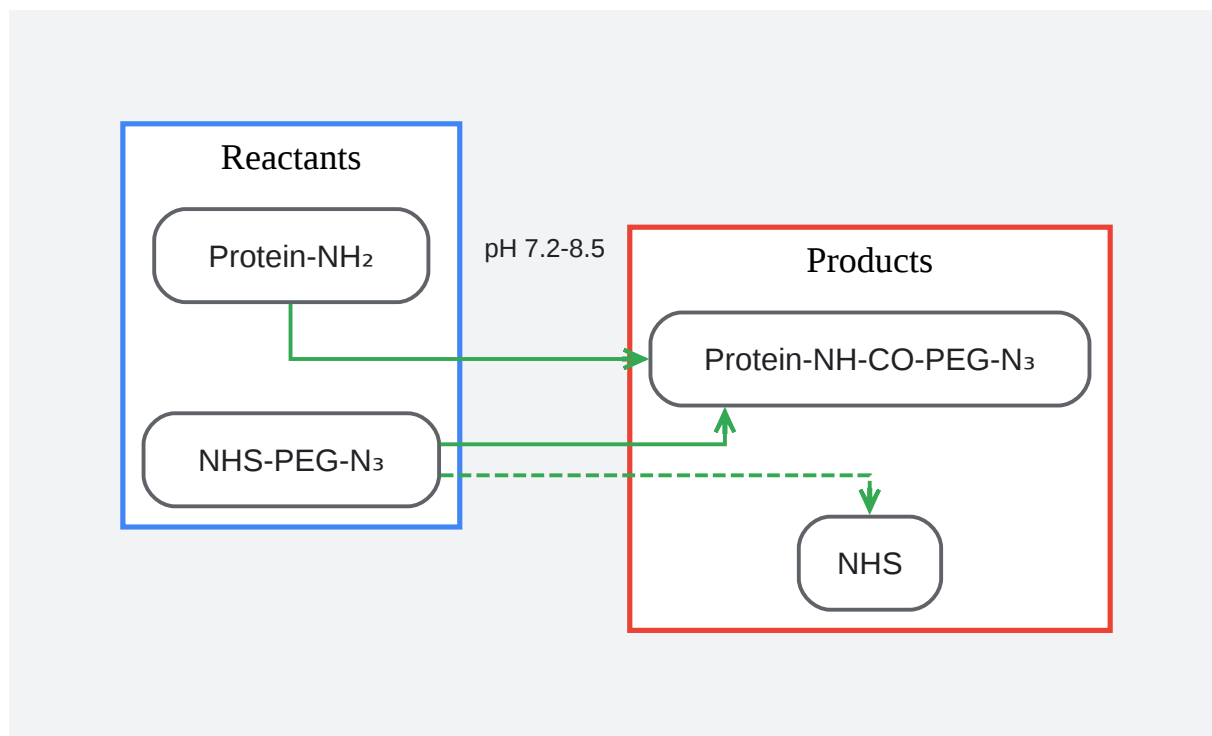 Reactants
Protein-NH₂
NHS-PEG-N₃
pH 7.2-8.5
Products
Protein-NH-CO-PEG-N₃
NHS